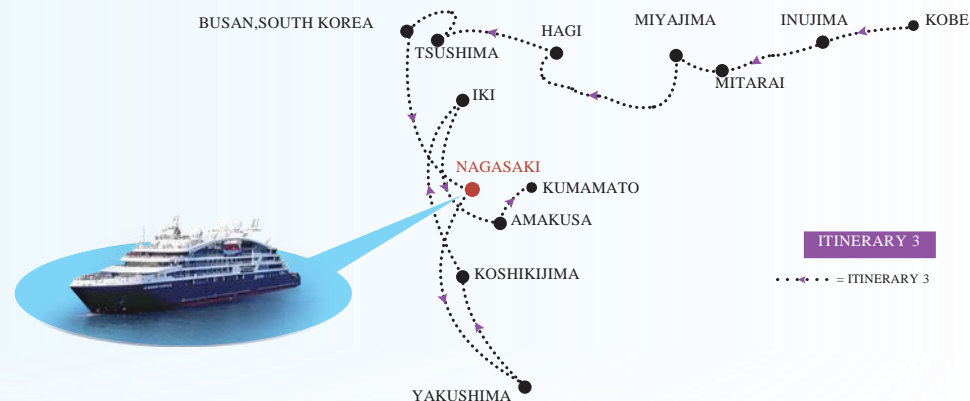 BUSAN,SOUTH KOREA
TSUSHIMA
HAGI
MIYAJIMA
INUJIMA
KOBE
MITARAI
IKI
NAGASAKI
KUMAMATO
AMAKUSA
ITINERARY 3
KOSHIKIJIMA
= ITINERARY 3
YAKUSHIMA